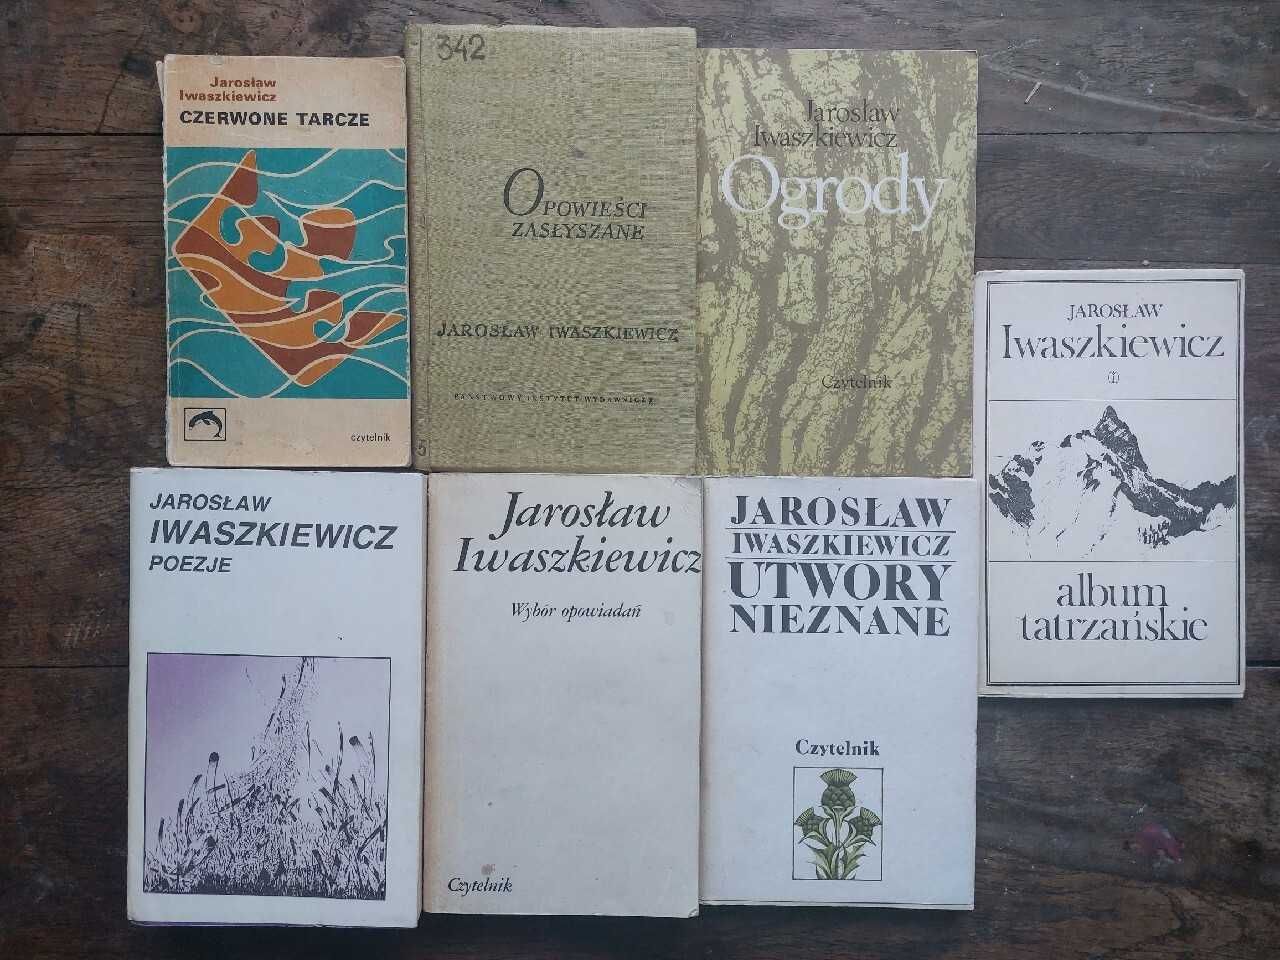 Jarosław
Iwaszkiewicz
CZERWONE TARCZE
czytelnik
342
OPOWIEŚCI
ZASŁYSZANE
JAROSŁAW IWASZKIEWICZ
PAŃSTWOWY INSTYTUT WYDAWNICZY
5
Jarosław
Iwaszkiewicz
Ogrody
Czytelnik
JAROSŁAW
Iwaszkiewicz
album
tatrzańskie
JAROSŁAW
IWASZKIEWICZ
POEZJE
Jarosław
Iwaszkiewicz
Wybór opowiadań
Czytelnik
JAROSŁAW
IWASZKIEWICZ
UTWORY
NIEZNANE
Czytelnik